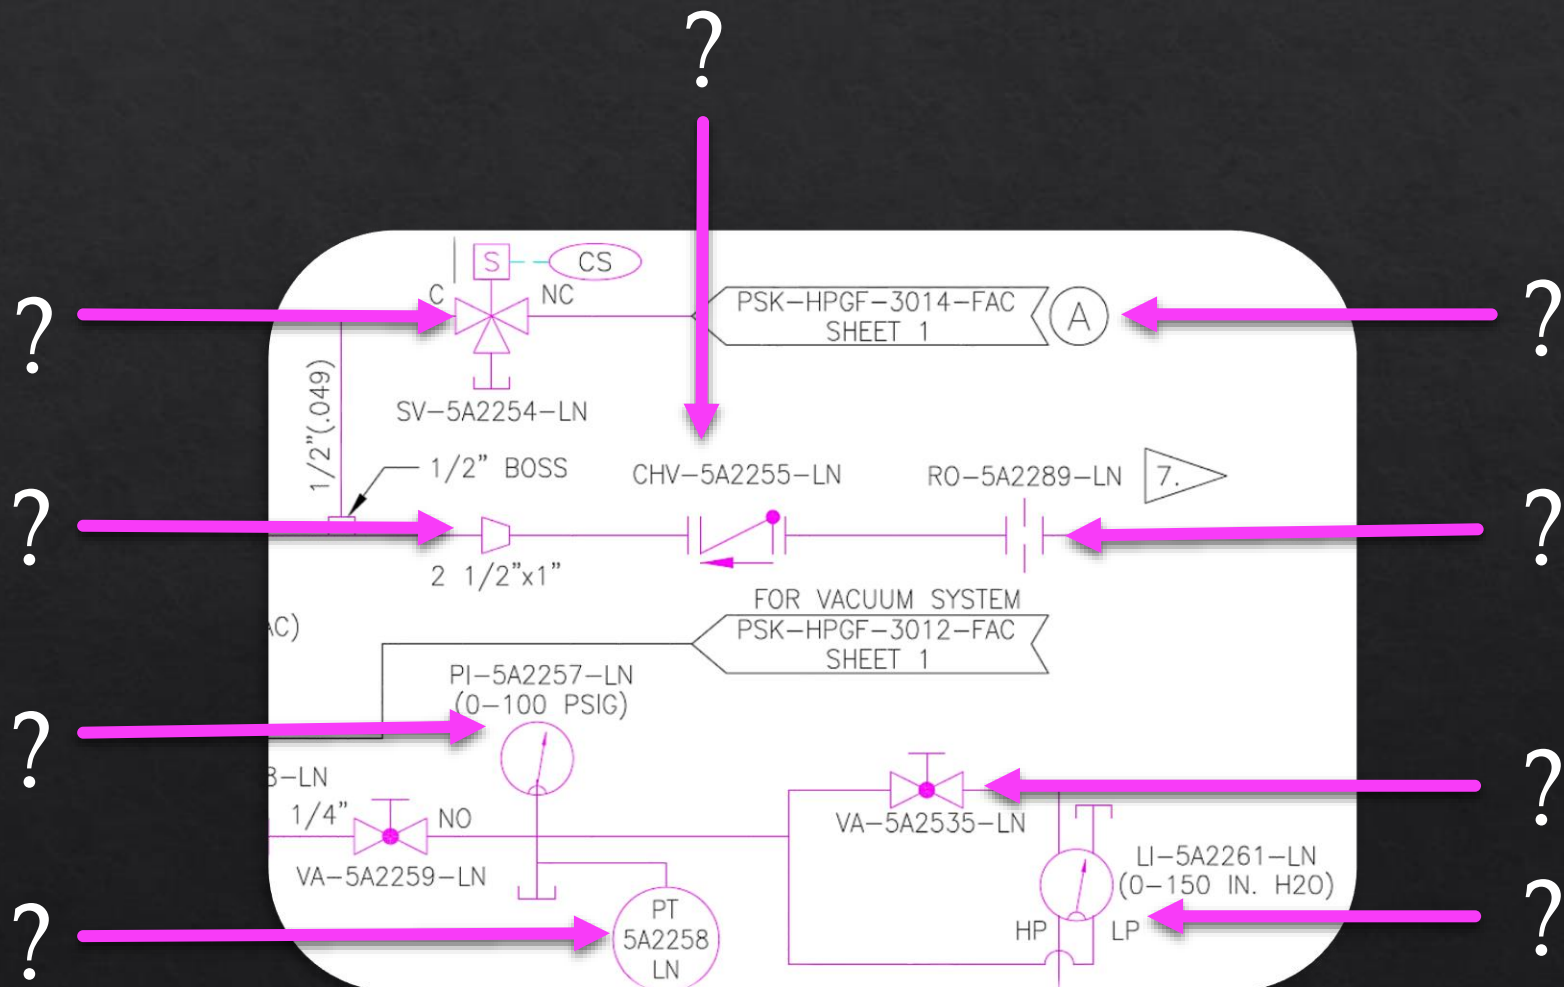 ?
S CS
C NC
PSK-HPGF-3014-FAC
SHEET 1
A
?
?
SV-5A2254-LN
1/2"(.049)
1/2" BOSS
CHV-5A2255-LN
RO-5A2289-LN
7.
?
?
2 1/2"x1"
FOR VACUUM SYSTEM
PSK-HPGF-3012-FAC
SHEET 1
AC)
PI-5A2257-LN
(0-100 PSIG)
?
?
8-LN
1/4" NO
VA-5A2259-LN
VA-5A2535-LN
LI-5A2261-LN
(0-150 IN. H2O)
HP LP
?
?
PT
5A2258
LN